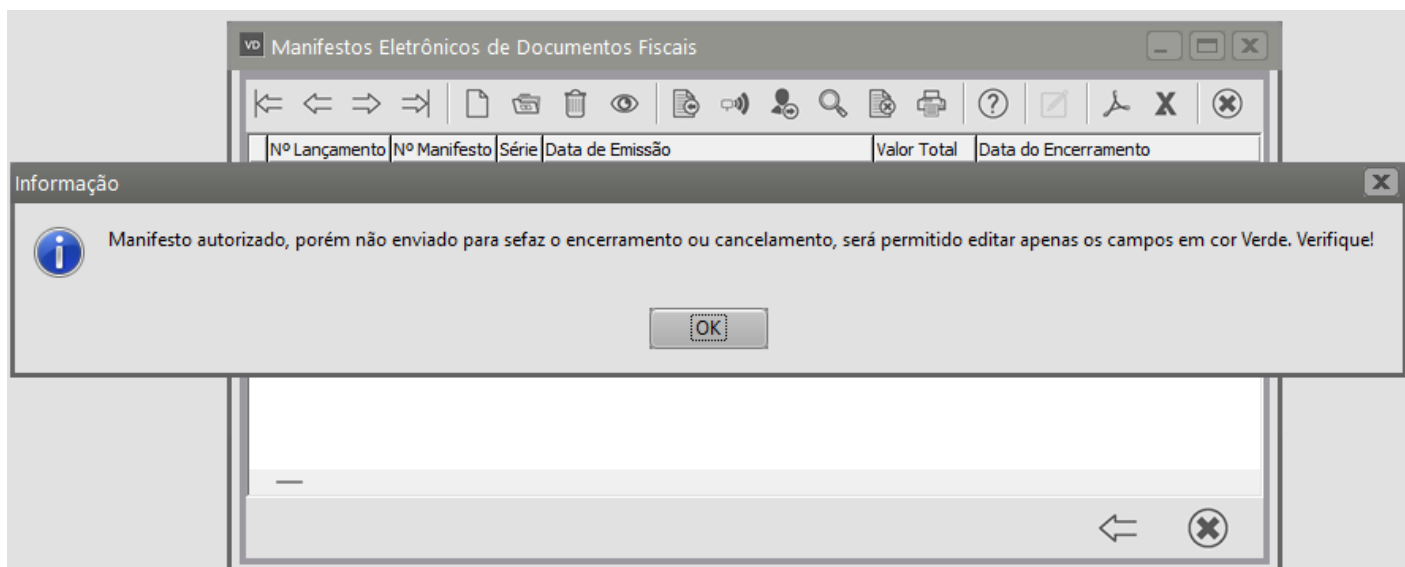 VD Manifestos Eletrônicos de Documentos Fiscais
Nº Lançamento Nº Manifesto Série Data de Emissão Valor Total Data do Encerramento
Informação
Manifesto autorizado, porém não enviado para sefaz o encerramento ou cancelamento, será permitido editar apenas os campos em cor Verde. Verifique!
OK